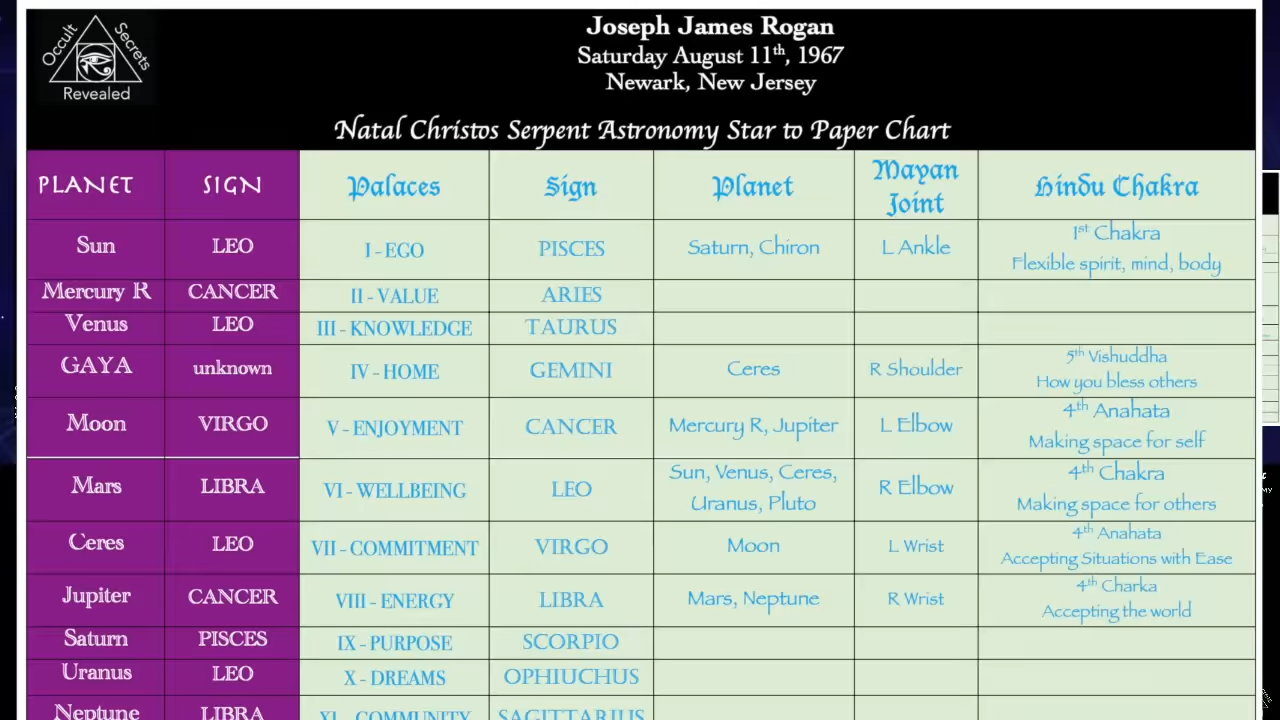 Occult Secrets
Revealed
Joseph James Rogan
Saturday August 11th, 1967
Newark, New Jersey
Natal Christos Serpent Astronomy Star to Paper Chart
PLANET SIGN Palaces Sign Planet Mayan Joint Hindu Chakra
Sun LEO I - EGO PISCES Saturn, Chiron L Ankle 1st Chakra
Flexible spirit, mind, body
Mercury R CANCER II - VALUE ARIES
Venus LEO III - KNOWLEDGE TAURUS
GAYA unknown IV - HOME GEMINI Ceres R Shoulder 5th Vishuddha
How you bless others
Moon VIRGO V - ENJOYMENT CANCER Mercury R, Jupiter L Elbow 4th Anahata
Making space for self
Mars LIBRA VI - WELLBEING LEO Sun, Venus, Ceres, Uranus, Pluto R Elbow 4th Chakra
Making space for others
Ceres LEO VII - COMMITMENT VIRGO Moon L Wrist 4th Anahata
Accepting Situations with Ease
Jupiter CANCER VIII - ENERGY LIBRA Mars, Neptune R Wrist 4th Charka
Accepting the world
Saturn PISCES IX - PURPOSE SCORPIO
Uranus LEO X - DREAMS OPHIUCHUS
Neptune LIBRA XI - COMMUNITY SAGITTARIUS